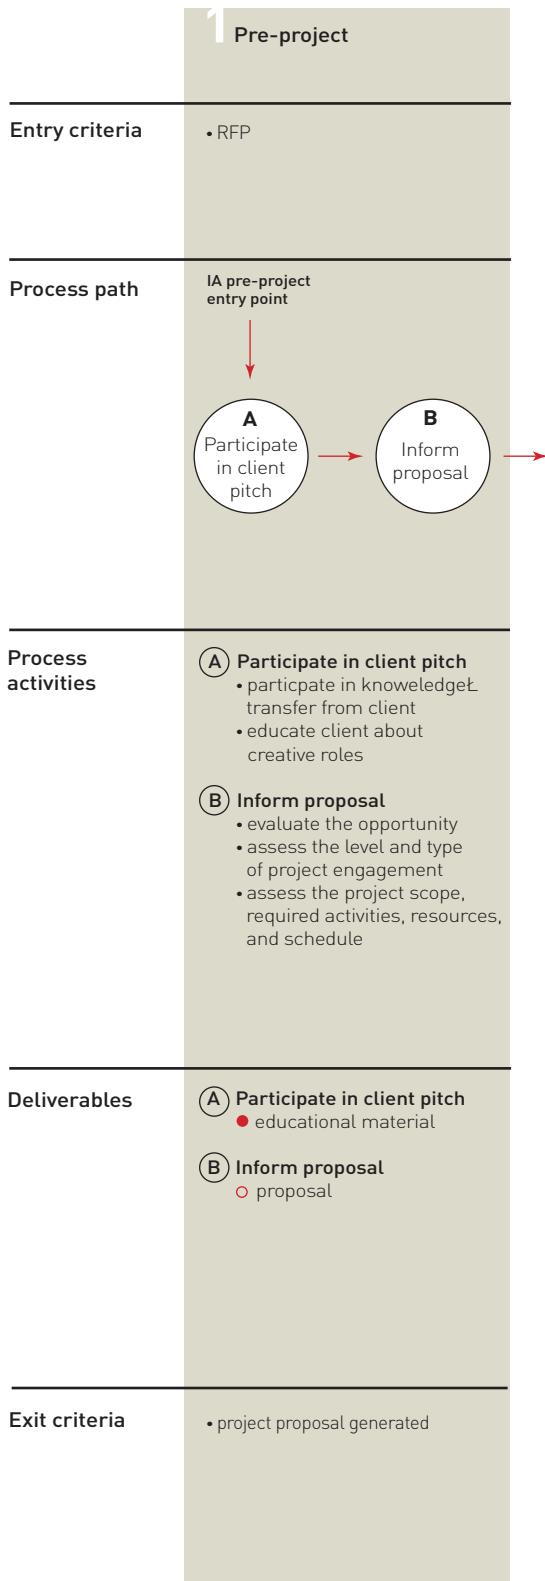 1 Pre-project
Entry criteria
• RFP
Process path
IA pre-project
entry point
A
Participate
in client
pitch
B
Inform
proposal
Process
activities
A Participate in client pitch
• particpate in knoweledgeŁ
transfer from client
• educate client about
creative roles
B Inform proposal
• evaluate the opportunity
• assess the level and type
of project engagement
• assess the project scope,
required activities, resources,
and schedule
Deliverables
A Participate in client pitch
● educational material
B Inform proposal
○ proposal
Exit criteria
• project proposal generated